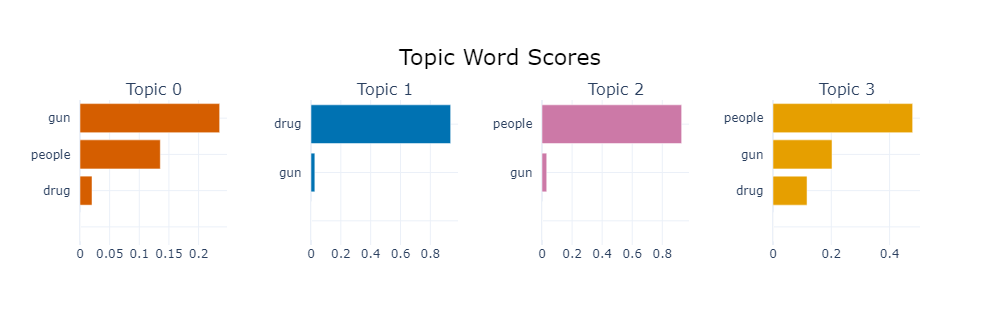 Topic Word Scores
Topic 0
Topic 1
Topic 2
Topic 3
gun
people
drug
0 0.05 0.1 0.15 0.2
drug
gun
0 0.2 0.4 0.6 0.8
people
gun
0 0.2 0.4 0.6 0.8
people
gun
drug
0 0.2 0.4